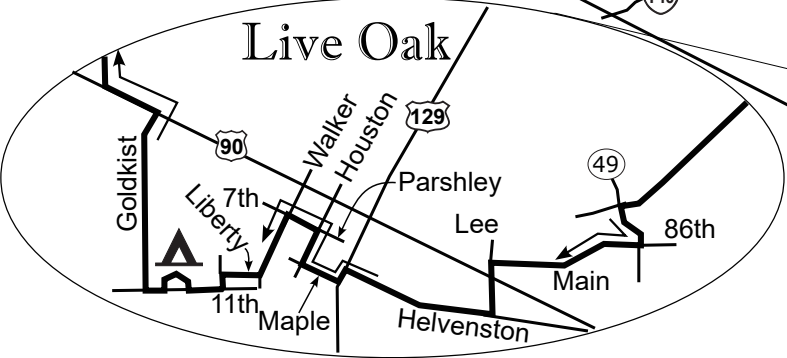 Live Oak
90
129
49
Walker
Houston
Goldkist
7th
Liberty
Parshley
Lee
86th
Main
11th
Maple
Helvenston